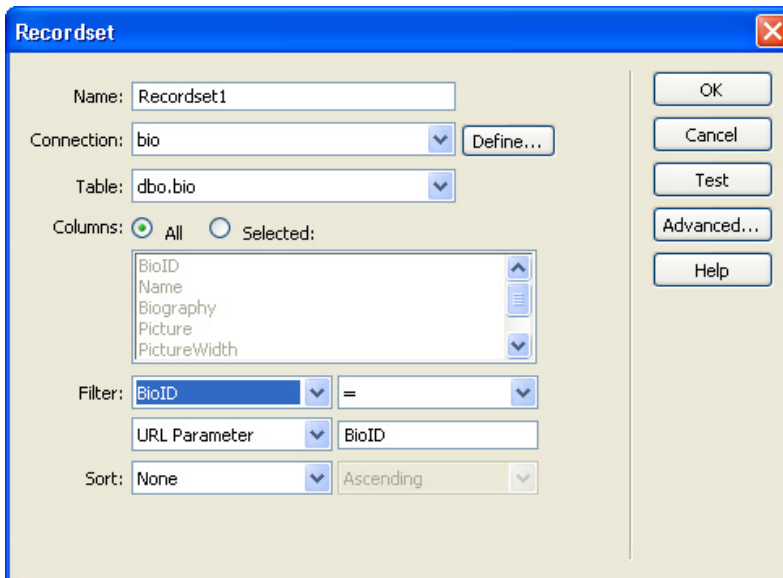 Recordset
Name: Recordset1
OK
Connection: bio Define...
Cancel
Table: dbo.bio
Test
Columns: All Selected:
Advanced...
BioID
Help
Name
Biography
Picture
PictureWidth
Filter: BioID =
URL Parameter BioID
Sort: None Ascending